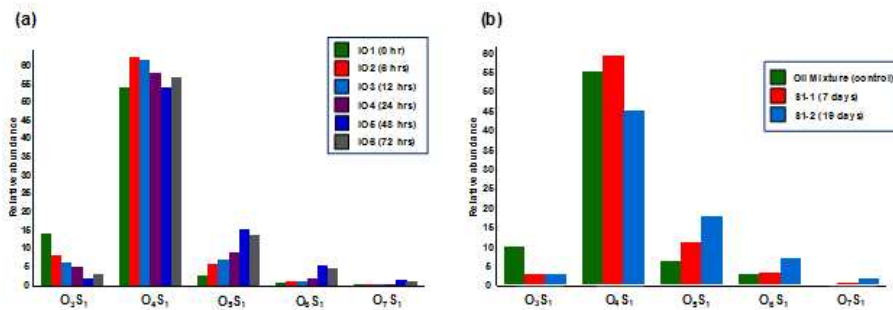 (a)
Relative abundance
60
55
50
45
40
35
30
25
20
15
10
5
0
IO1 (0 hr)
IO2 (6 hrs)
IO3 (12 hrs)
IO4 (24 hrs)
IO5 (48 hrs)
IO6 (72 hrs)
O₃S₁ O₄S₁ O₅S₁ O₆S₁ O₇S₁
(b)
Relative abundance
60
55
50
45
40
35
30
25
20
15
10
5
0
Oil Mixture (control)
S1-1 (7 days)
S1-2 (19 days)
O₃S₁ O₄S₁ O₅S₁ O₆S₁ O₇S₁